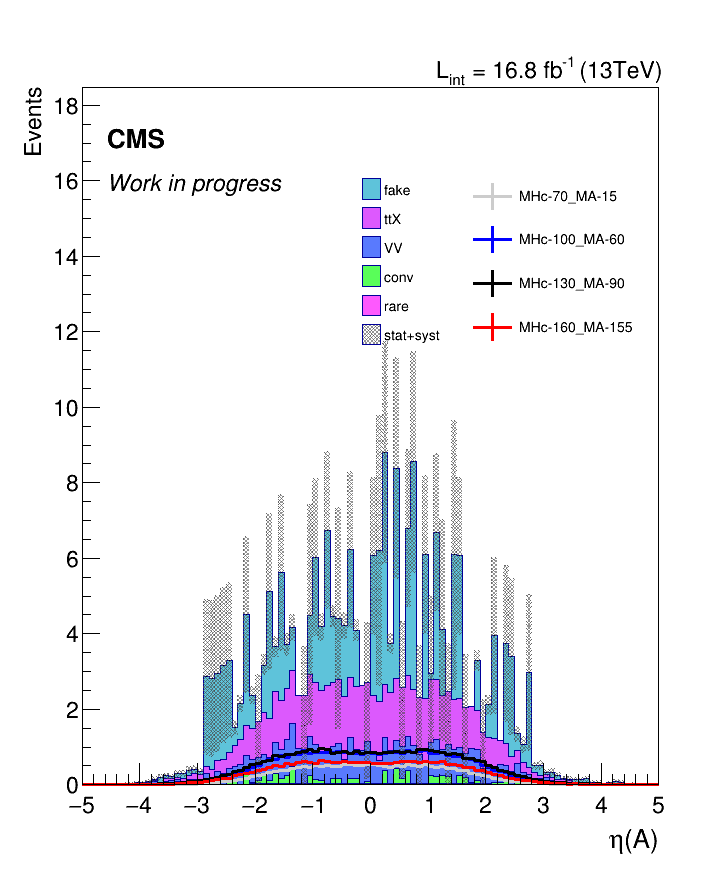 L_int = 16.8 fb^-1 (13TeV)
Events
CMS
Work in progress
fake
ttX
VV
conv
rare
stat+syst
MHc-70_MA-15
MHc-100_MA-60
MHc-130_MA-90
MHc-160_MA-155
18
16
14
12
10
8
6
4
2
0
−5 −4 −3 −2 −1 0 1 2 3 4 5
η(A)